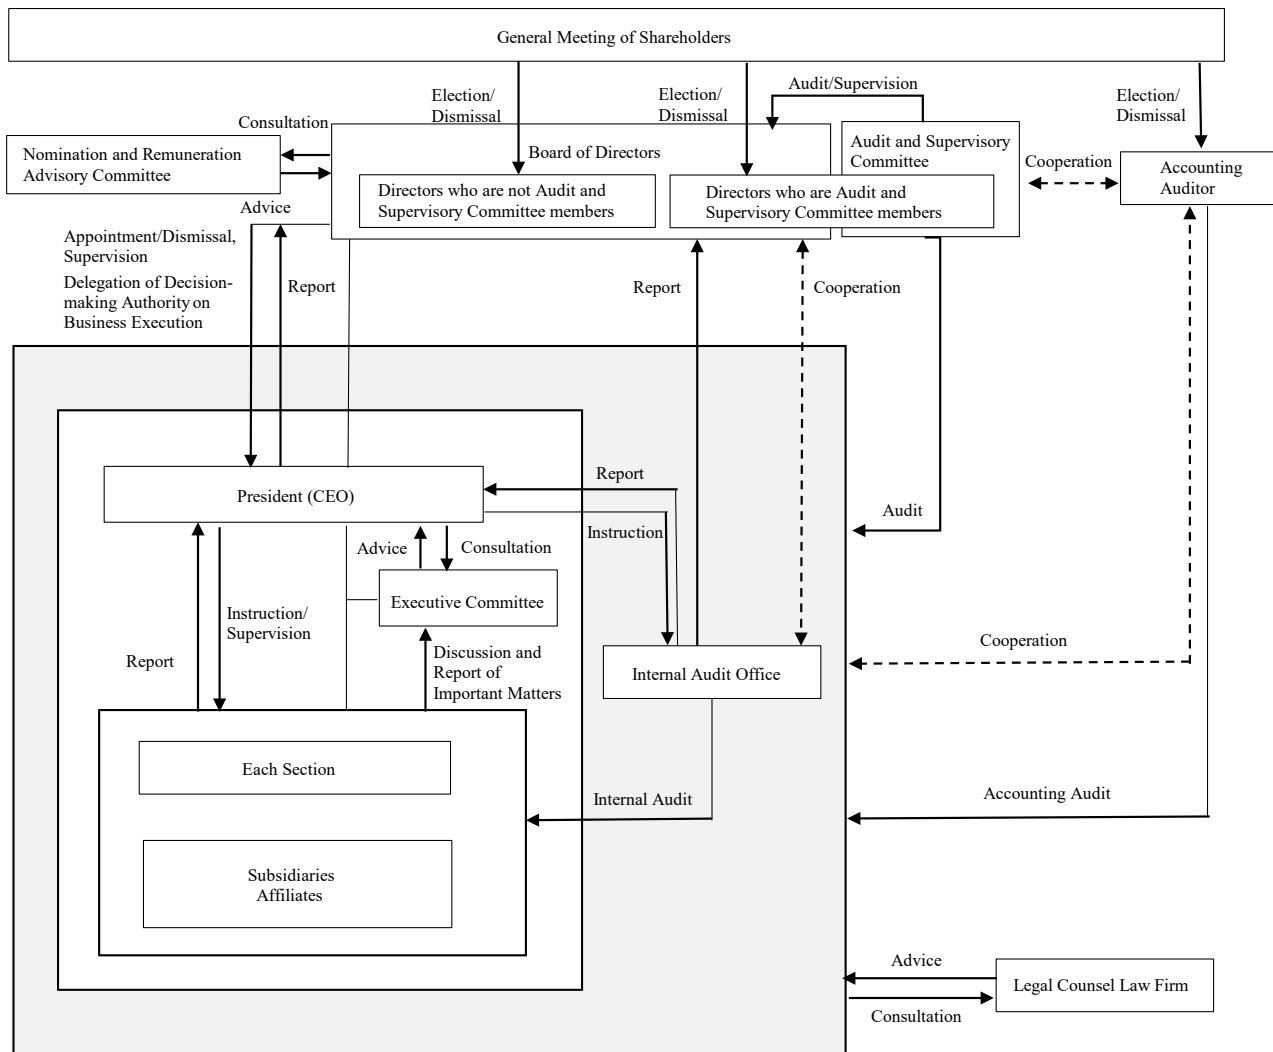 General Meeting of Shareholders
Election/
Dismissal
Election/
Dismissal
Audit/Supervision
Election/
Dismissal
Consultation
Nomination and Remuneration
Advisory Committee
Board of Directors
Audit and Supervisory
Committee
Cooperation
Accounting
Auditor
Directors who are not Audit and
Supervisory Committee members
Directors who are Audit and
Supervisory Committee members
Advice
Appointment/Dismissal,
Supervision
Delegation of Decision-
making Authority on
Business Execution
Report
Report
Cooperation
President (CEO)
Report
Instruction
Audit
Advice
Consultation
Executive Committee
Instruction/
Supervision
Report
Discussion and
Report of
Important Matters
Internal Audit Office
Cooperation
Each Section
Internal Audit
Accounting Audit
Subsidiaries
Affiliates
Advice
Legal Counsel Law Firm
Consultation